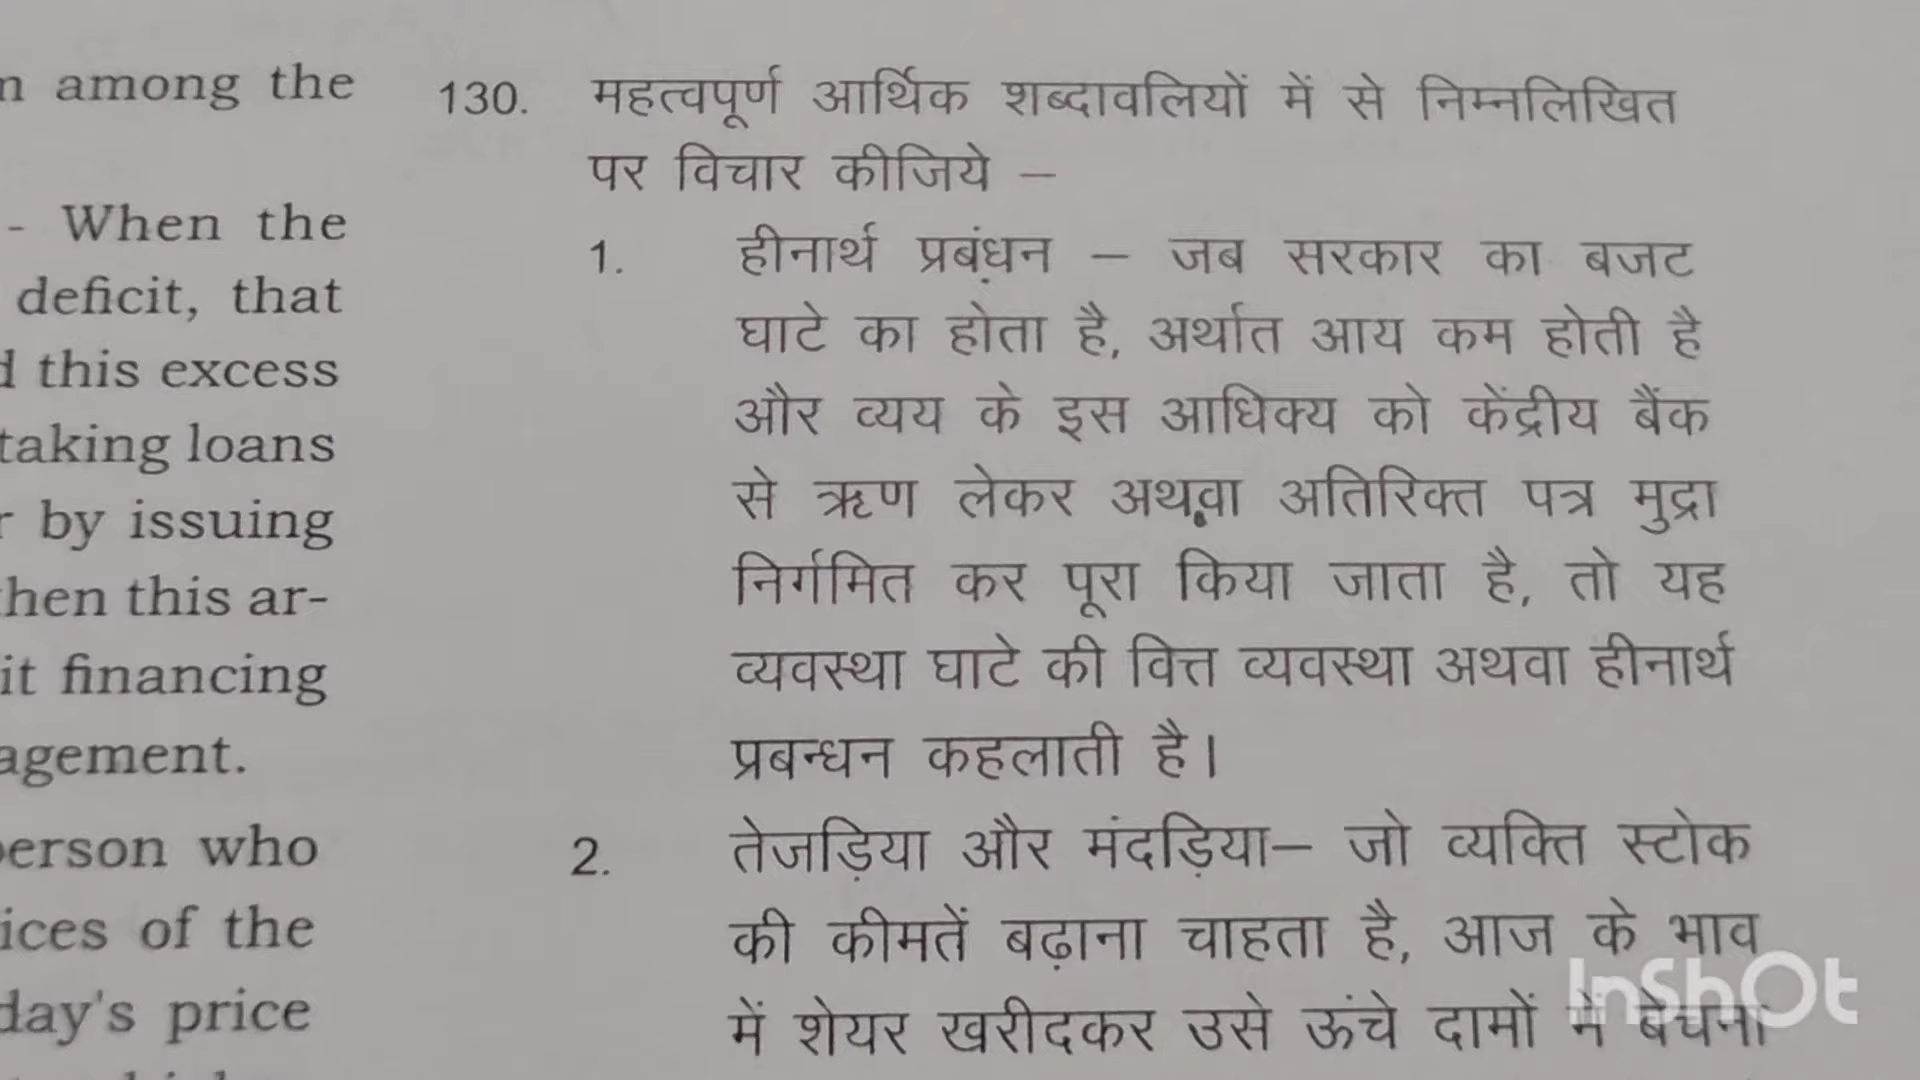 n among the
- When the
deficit, that
d this excess
taking loans
r by issuing
hen this ar-
it financing
agement.
person who
ices of the
day's price
130. महत्वपूर्ण आर्थिक शब्दावलियों में से निम्नलिखित
पर विचार कीजिये –
1. हीनार्थ प्रबंधन – जब सरकार का बजट
घाटे का होता है, अर्थात आय कम होती है
और व्यय के इस आधिक्य को केंद्रीय बैंक
से ऋण लेकर अथवा अतिरिक्त पत्र मुद्रा
निर्गमित कर पूरा किया जाता है, तो यह
व्यवस्था घाटे की वित्त व्यवस्था अथवा हीनार्थ
प्रबन्धन कहलाती है।
2. तेजड़िया और मंदड़िया– जो व्यक्ति स्टोक
की कीमतें बढ़ाना चाहता है, आज के भाव
में शेयर खरीदकर उसे ऊंचे दामों में बेचना
InShOt